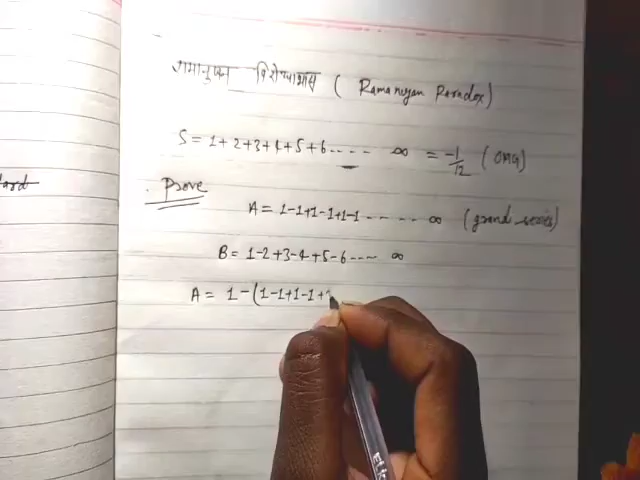 रामानुजन विरोधाभास ( Ramanujan Paradox)
S = 1+2+3+4+5+6..... ∞ = -1/12 (OMG)
Prove
A = 1-1+1-1+1-1 ..... ∞ (grand series)
B = 1-2+3-4+5-6.... ∞
A = 1-(1-1+1-1+